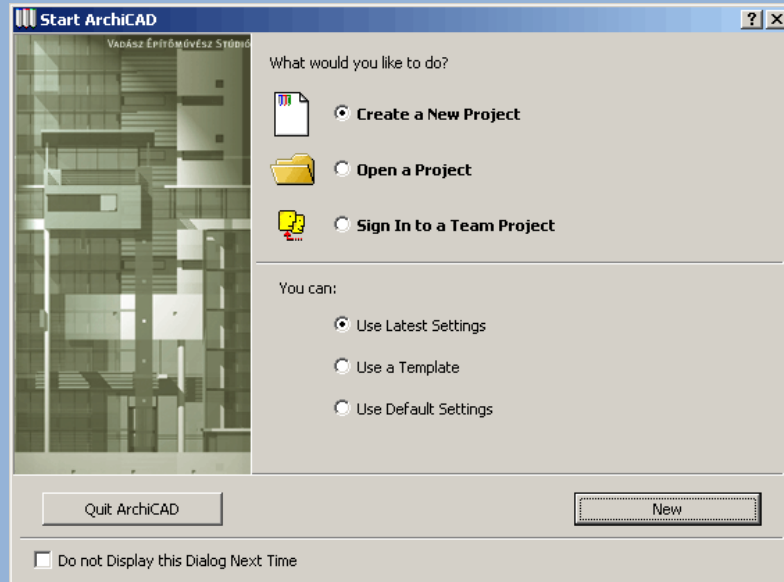 Start ArchiCAD
VADÁSZ ÉPÍTŐMŰVÉSZ STÚDIÓ
What would you like to do?
Create a New Project
Open a Project
Sign In to a Team Project
You can:
Use Latest Settings
Use a Template
Use Default Settings
Quit ArchiCAD
New
Do not Display this Dialog Next Time